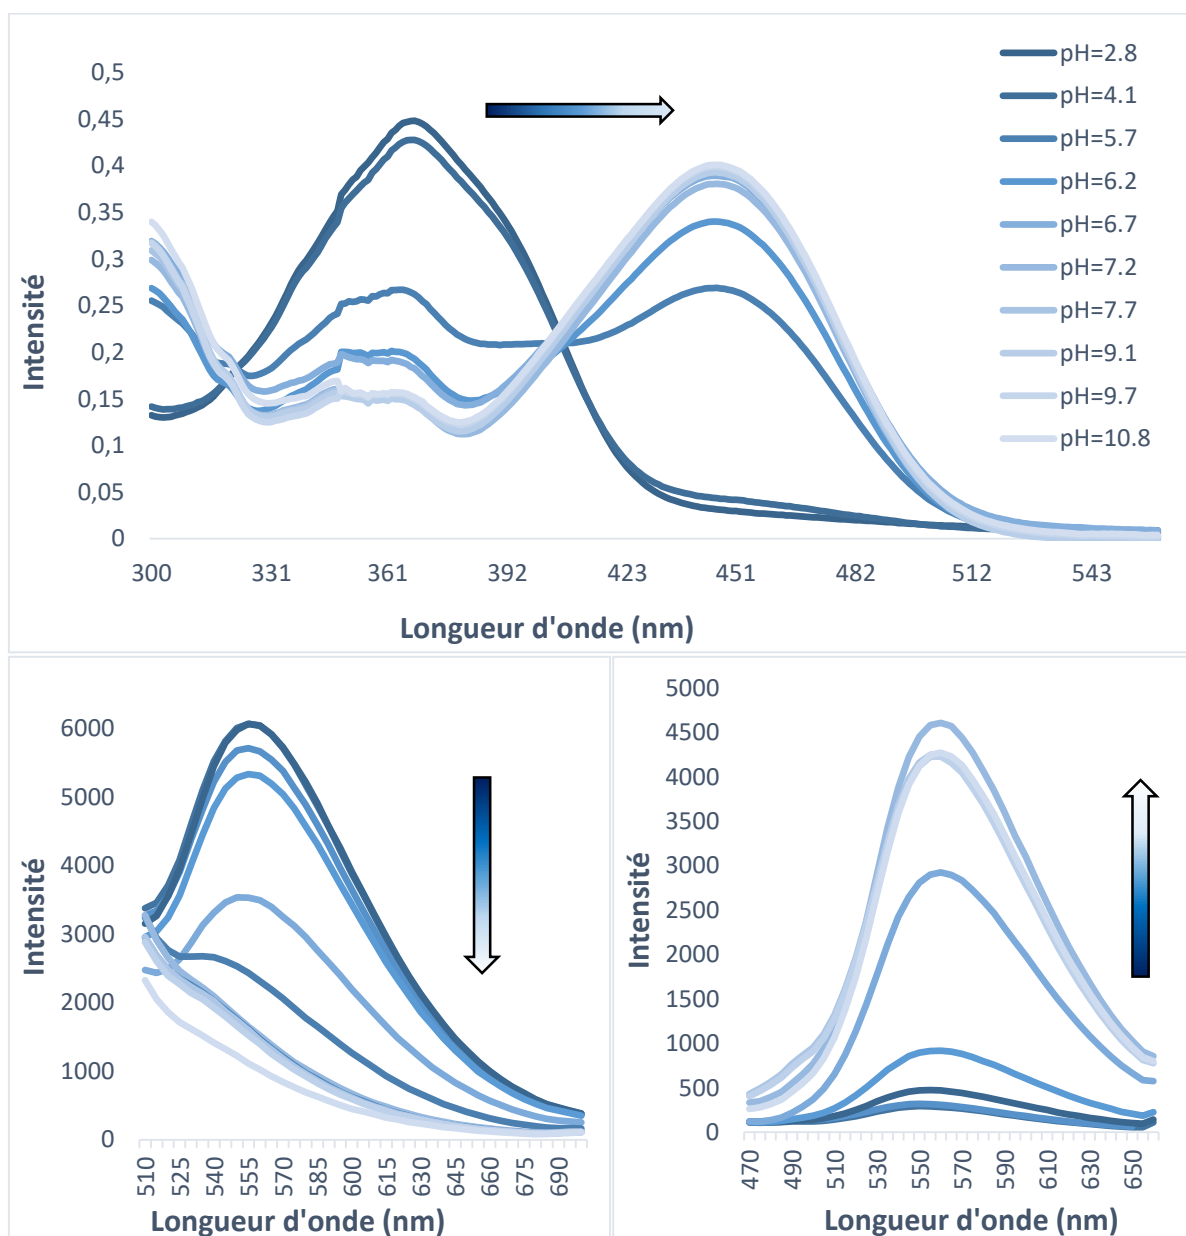 pH=2.8
pH=4.1
pH=5.7
pH=6.2
pH=6.7
pH=7.2
pH=7.7
pH=9.1
pH=9.7
pH=10.8
0,5
0,45
0,4
0,35
0,3
0,25
0,2
0,15
0,1
0,05
0
Intensité
300 331 361 392 423 451 482 512 543
Longueur d'onde (nm)
6000
5000
4000
3000
2000
1000
0
Intensité
510 525 540 555 570 585 600 615 630 645 660 675 690
Longueur d'onde (nm)
5000
4500
4000
3500
3000
2500
2000
1500
1000
500
0
Intensité
470 490 510 530 550 570 590 610 630 650
Longueur d'onde (nm)